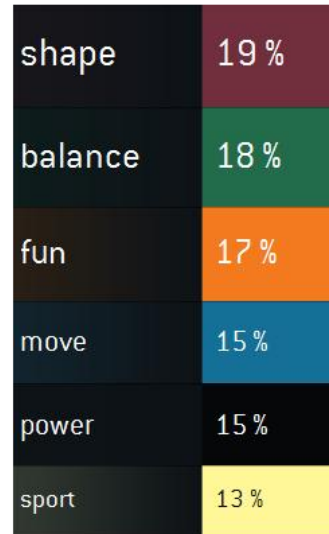 shape 19 %
balance 18 %
fun 17 %
move 15 %
power 15 %
sport 13 %